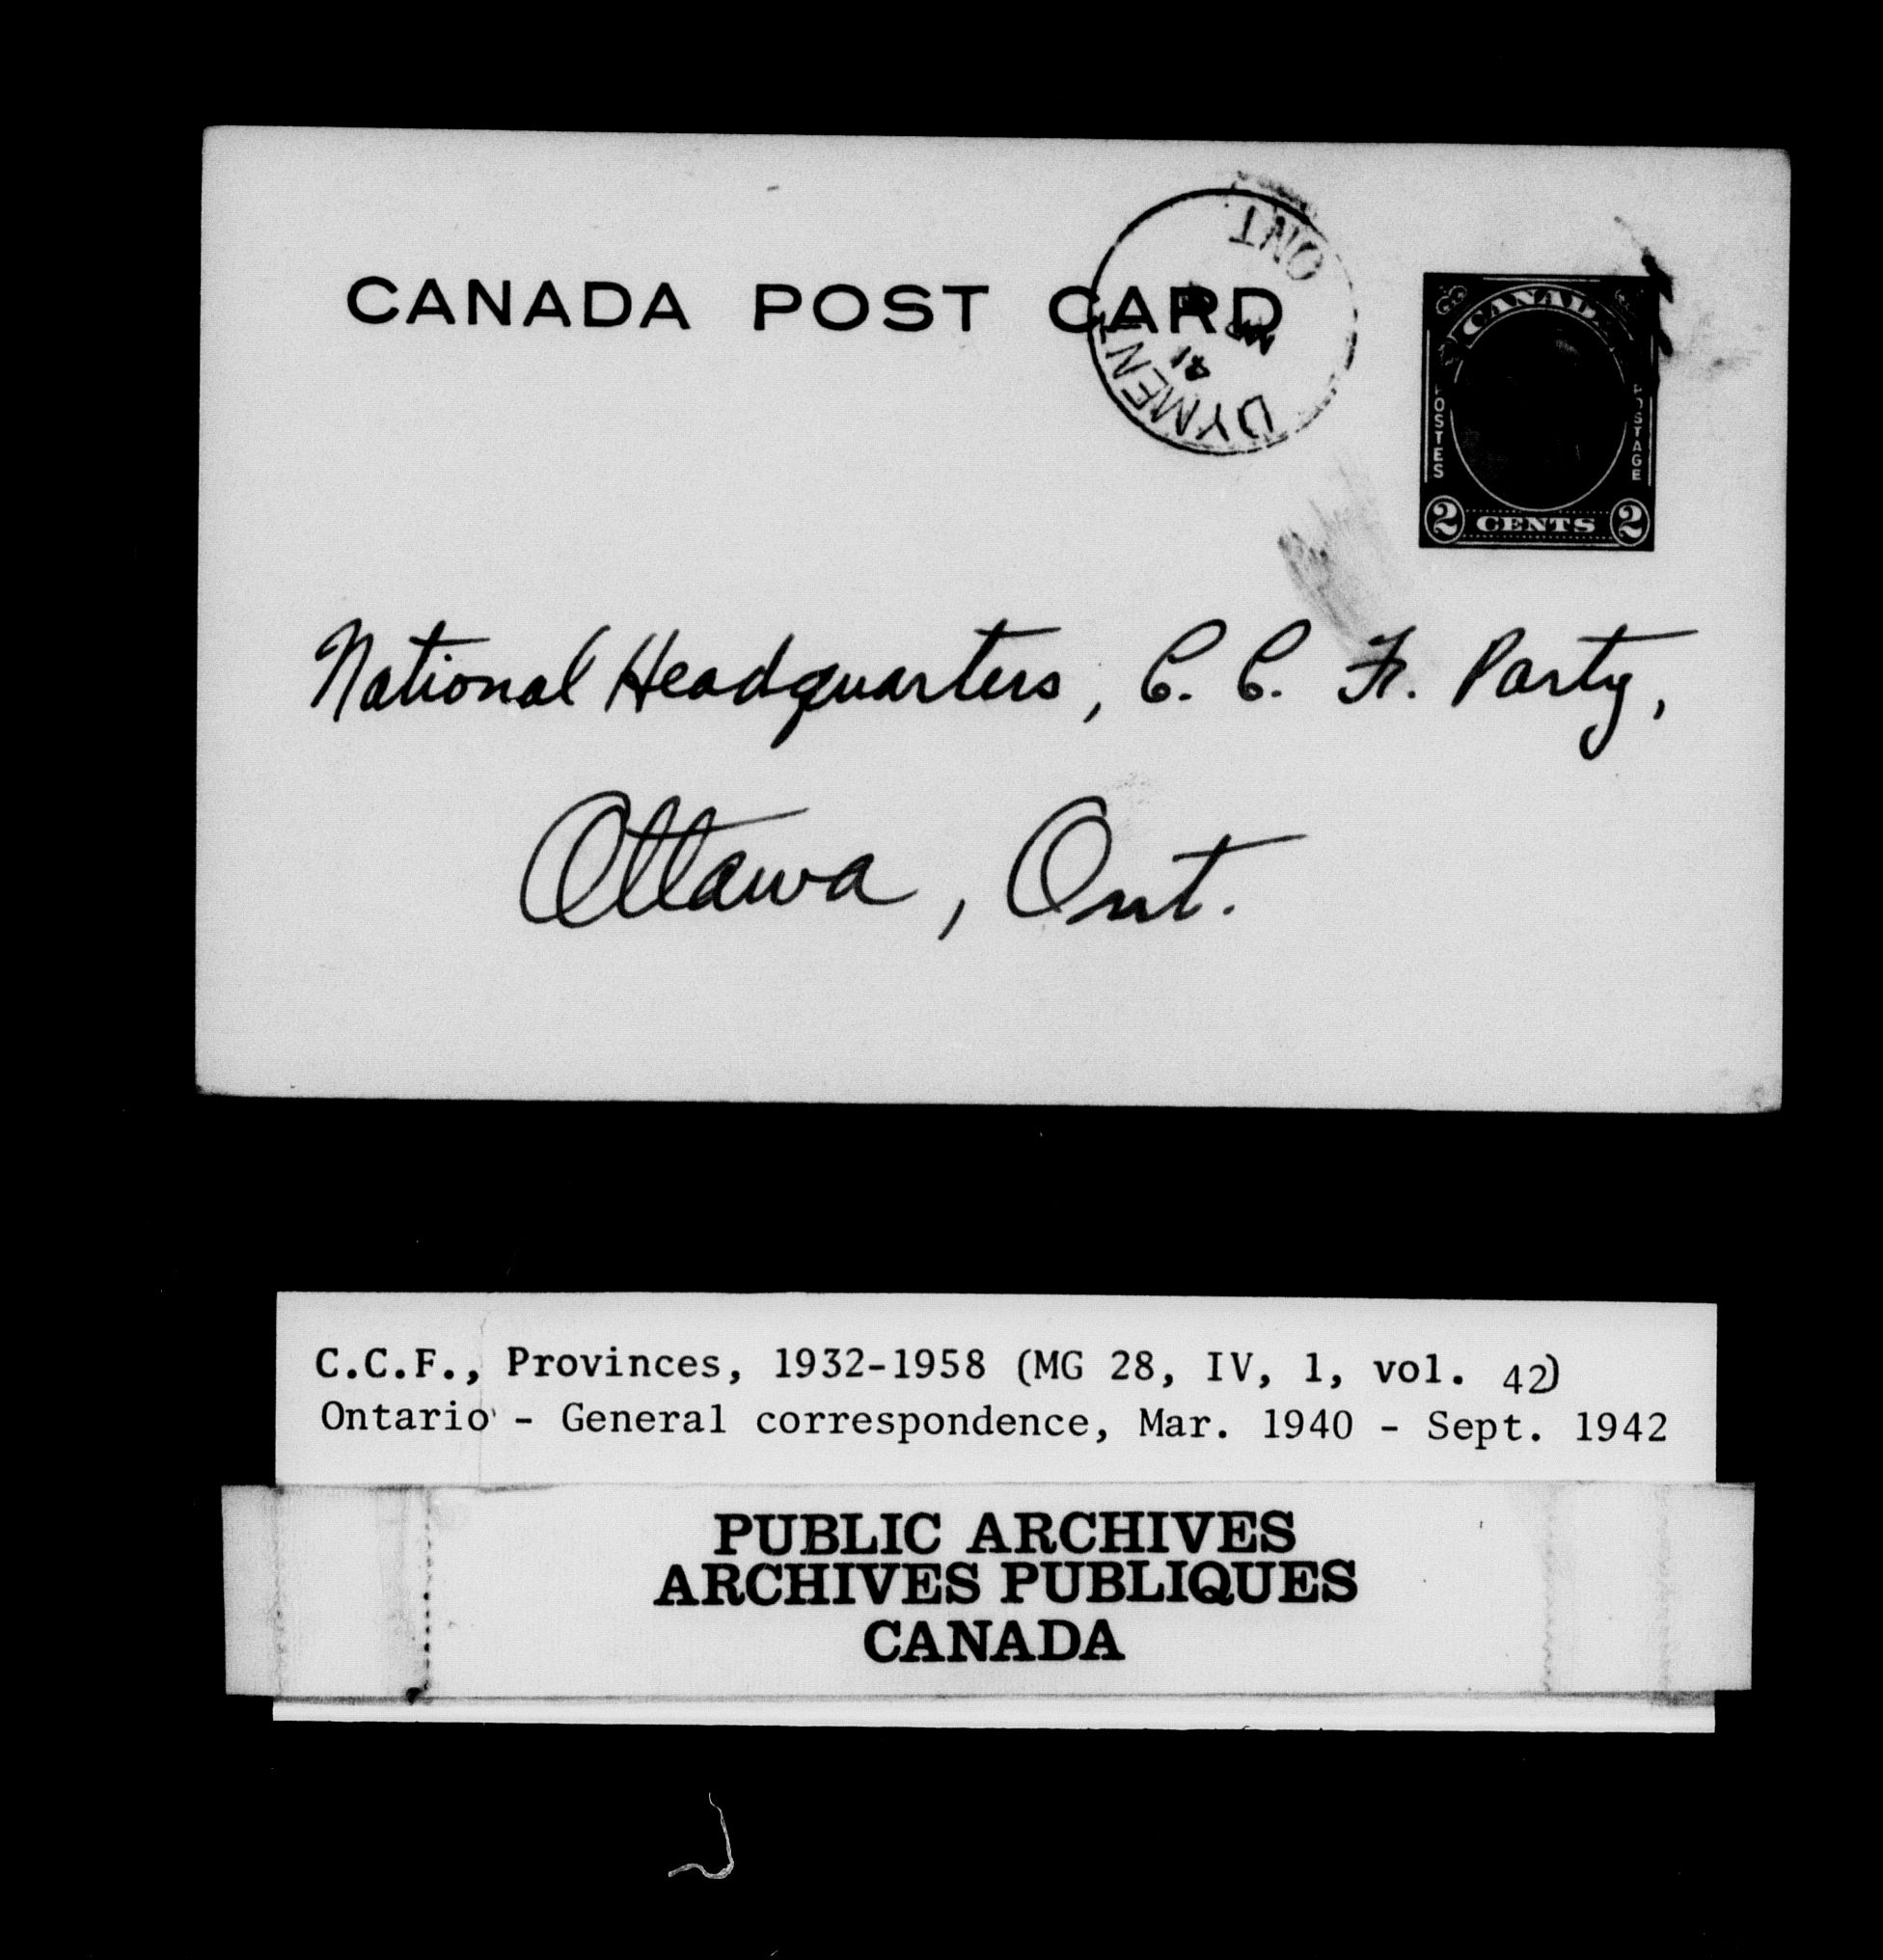 CANADA POST CARD
DYMENT
ONT
41
CANADA
POSTES
POSTAGE
2 CENTS 2
National Headquarters, C. C. F. Party,
Ottawa, Ont.
C.C.F., Provinces, 1932-1958 (MG 28, IV, 1, vol. 42)
Ontario - General correspondence, Mar. 1940 - Sept. 1942
PUBLIC ARCHIVES
ARCHIVES PUBLIQUES
CANADA